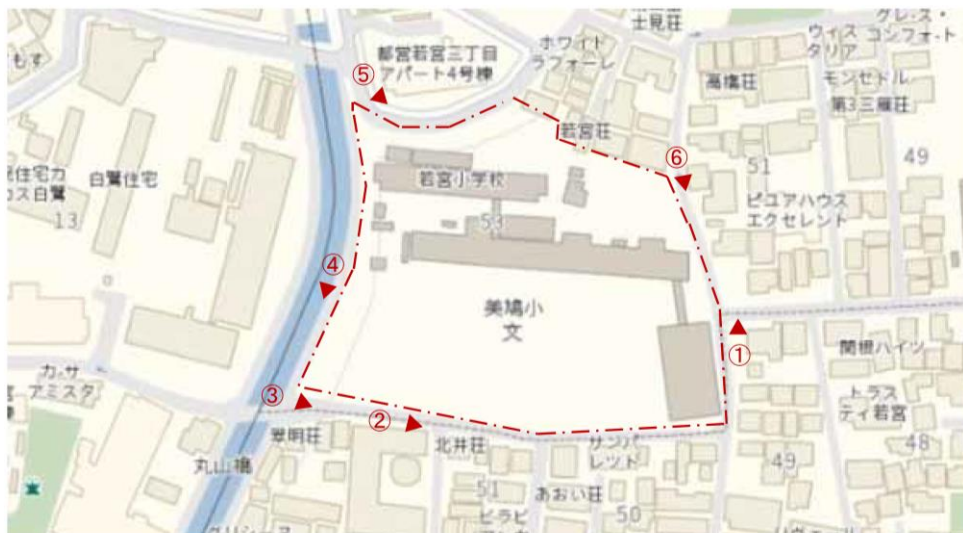 士見荘
グレース・
コンフォート
ウィス
タリア
ホワイト
ラフォーレ
都営若宮三丁目
アパート4号棟
⑤
高橋荘
モンセドル
第3三雁荘
若宮荘
⑥
51
49
白鷺住宅
13
若宮小学校
53
ピュアハウス
エクセレント
④
美鳩小
文
①
関根ハイツ
カーサ
アミスタ
③
②
トラス
ティ若宮
翠明荘
北井荘
サンパ
レット
48
丸山橋
49
51
あおい荘
50